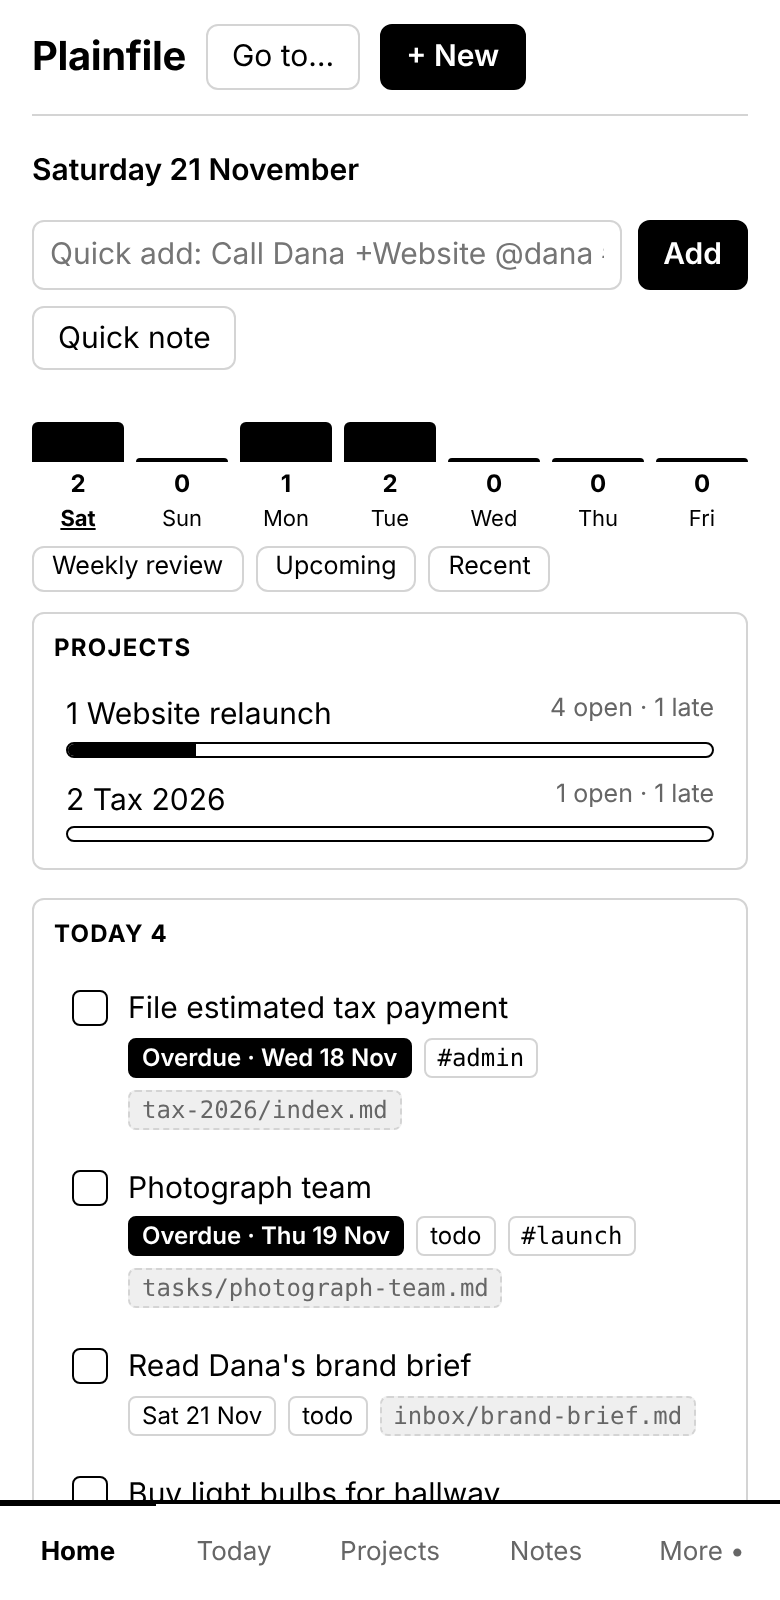 Plainfile Go to... + New
Saturday 21 November
Quick add: Call Dana +Website @dana
Add
Quick note
2 0 1 2 0 0 0
Sat Sun Mon Tue Wed Thu Fri
Weekly review Upcoming Recent
PROJECTS
1 Website relaunch 4 open · 1 late
2 Tax 2026 1 open · 1 late
TODAY 4
File estimated tax payment
Overdue · Wed 18 Nov #admin
tax-2026/index.md
Photograph team
Overdue · Thu 19 Nov todo #launch
tasks/photograph-team.md
Read Dana's brand brief
Sat 21 Nov todo inbox/brand-brief.md
Buy light bulbs for hallway
Home Today Projects Notes More •